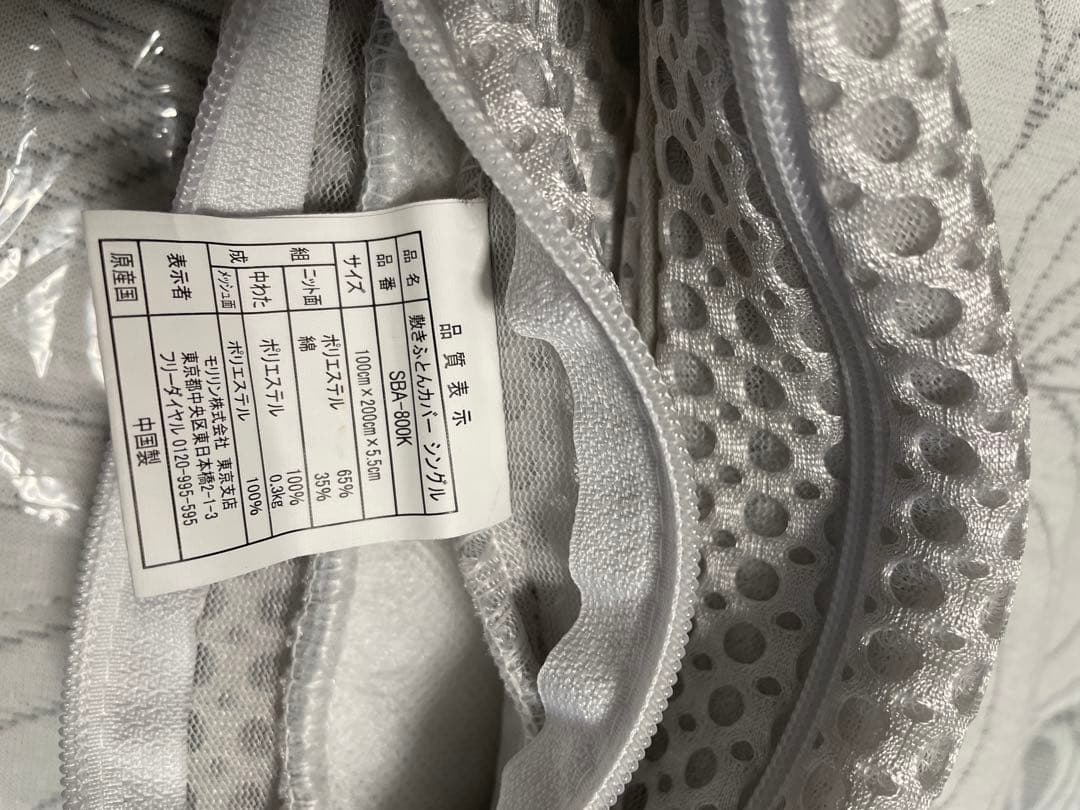 品質表示
品名 敷きふとんカバー シングル
品番 SBA-800K
サイズ 100cm×200cm×5.5cm
組成 ニット面 ポリエステル 65%
綿 35%
中わた ポリエステル 100%
0.3kg
メッシュ面 ポリエステル 100%
表示者 モリリン株式会社 東京支店
東京都中央区東日本橋2-1-3
フリーダイヤル 0120-995-595
原産国 中国製